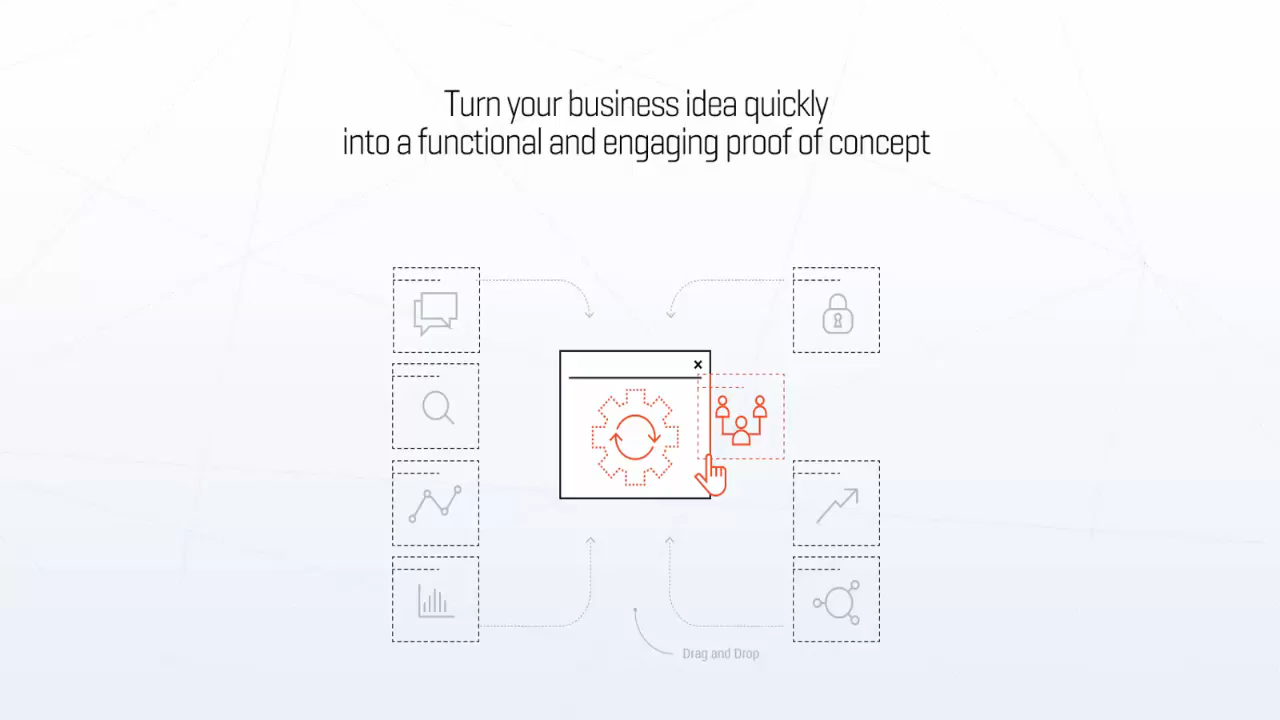 Turn your business idea quickly
into a functional and engaging proof of concept
Drag and Drop